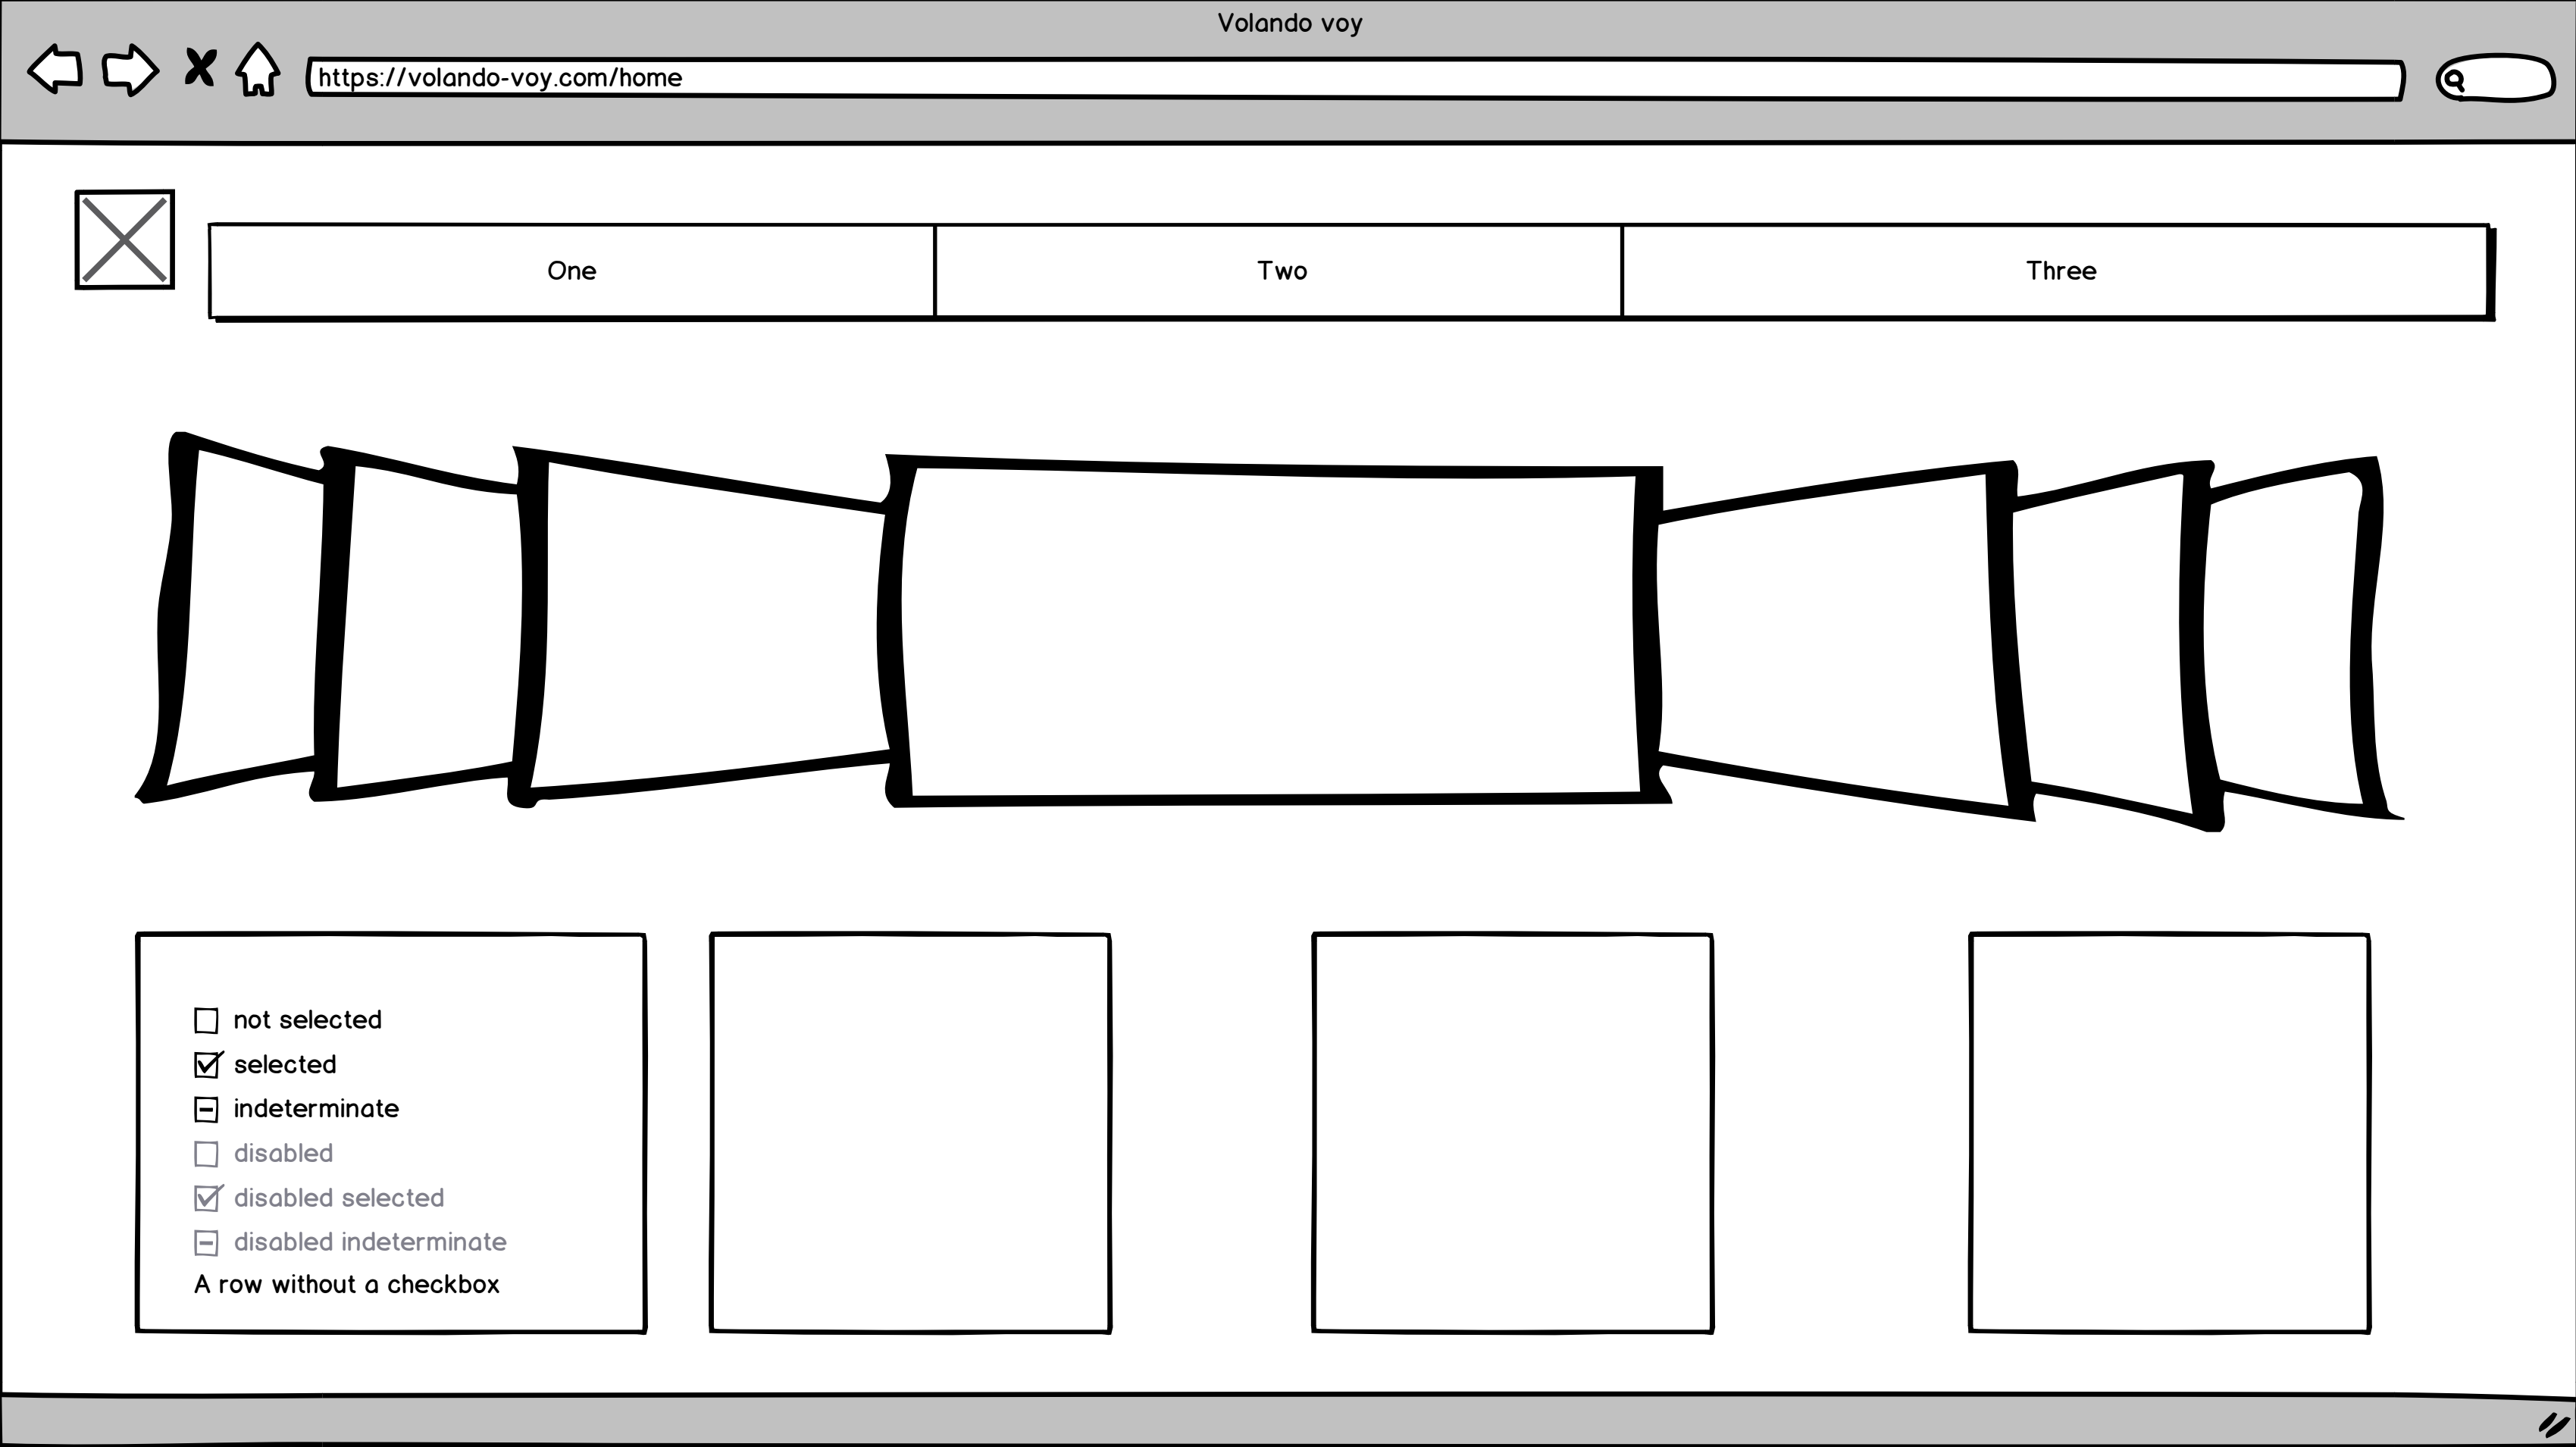 Volando voy
https://volando-voy.com/home
One
Two
Three
not selected
selected
indeterminate
disabled
disabled selected
disabled indeterminate
A row without a checkbox